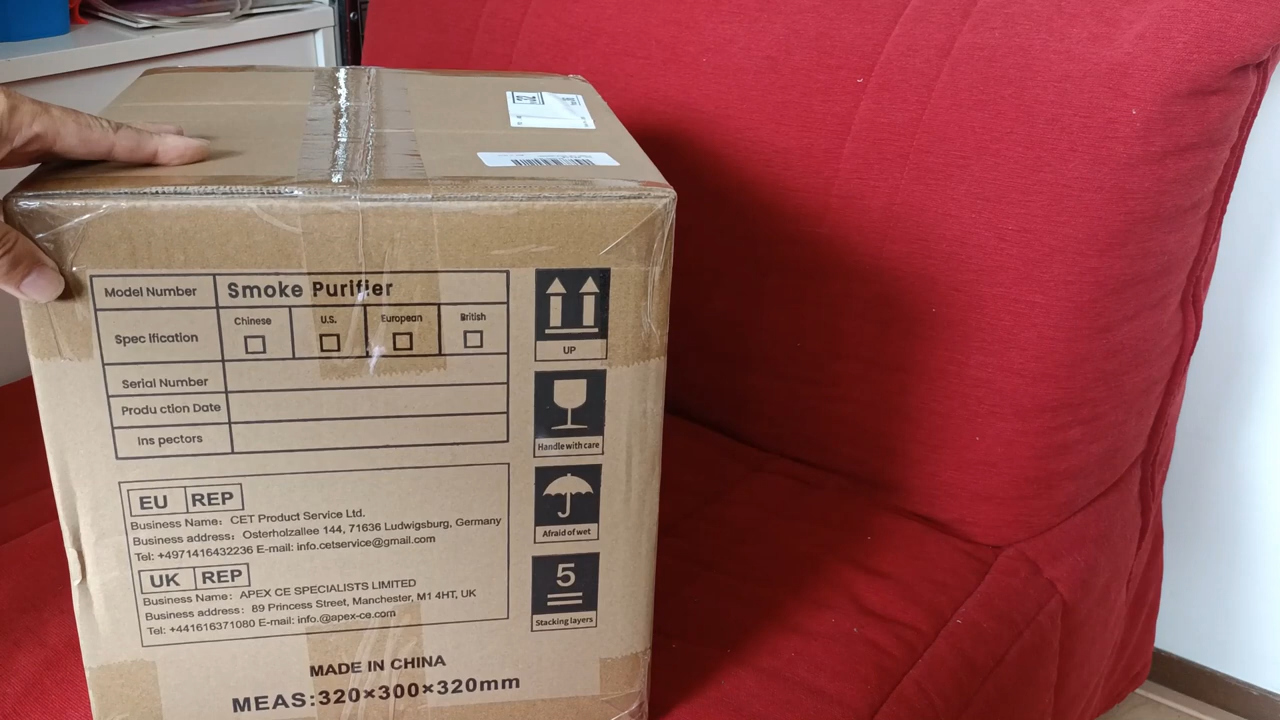 Model Number Smoke Purifier
Spec Ification Chinese U.S. European British
Serial Number
Produ ction Date
Ins pectors
EU REP
Business Name: CET Product Service Ltd.
Business address: Osterholzallee 144, 71636 Ludwigsburg, Germany
Tel: +4971416432236 E-mail: info.cetservice@gmail.com
UK REP
Business Name: APEX CE SPECIALISTS LIMITED
Business address: 89 Princess Street, Manchester, M1 4HT, UK
Tel: +441616371080 E-mail: info.@apex-ce.com
MADE IN CHINA
MEAS:320×300×320mm
UP
Handle with care
Afraid of wet
5
Stacking layers